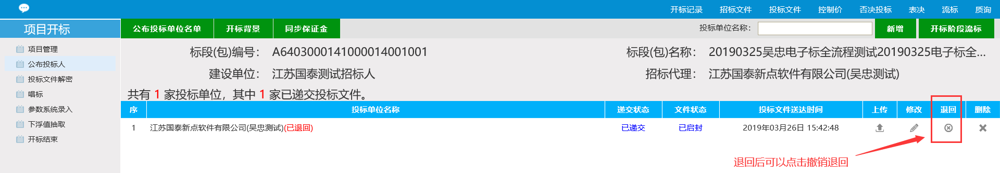 开标记录 招标文件 投标文件 控制价 否决投标 表决 流标 质询
项目开标
公布投标单位名单 开标背景 同步保证金 投标单位名称： 新增 开标阶段流标
项目管理
公布投标人
投标文件解密
唱标
参数系统录入
下浮值抽取
开标结束
标段(包)编号： A6403000141000014001001 标段(包)名称： 20190325吴忠电子标全流程测试20190325电子标全...
建设单位： 江苏国泰测试招标人 招标代理： 江苏国泰新点软件有限公司(吴忠测试)
共有 1 家投标单位，其中 1 家已递交投标文件。
序 投标单位名称 递交状态 文件状态 投标文件送达时间 上传 修改 退回 删除
1 江苏国泰新点软件有限公司(吴忠测试)(已退回) 已递交 已启封 2019年03月26日 15:42:48
退回后可以点击撤销退回